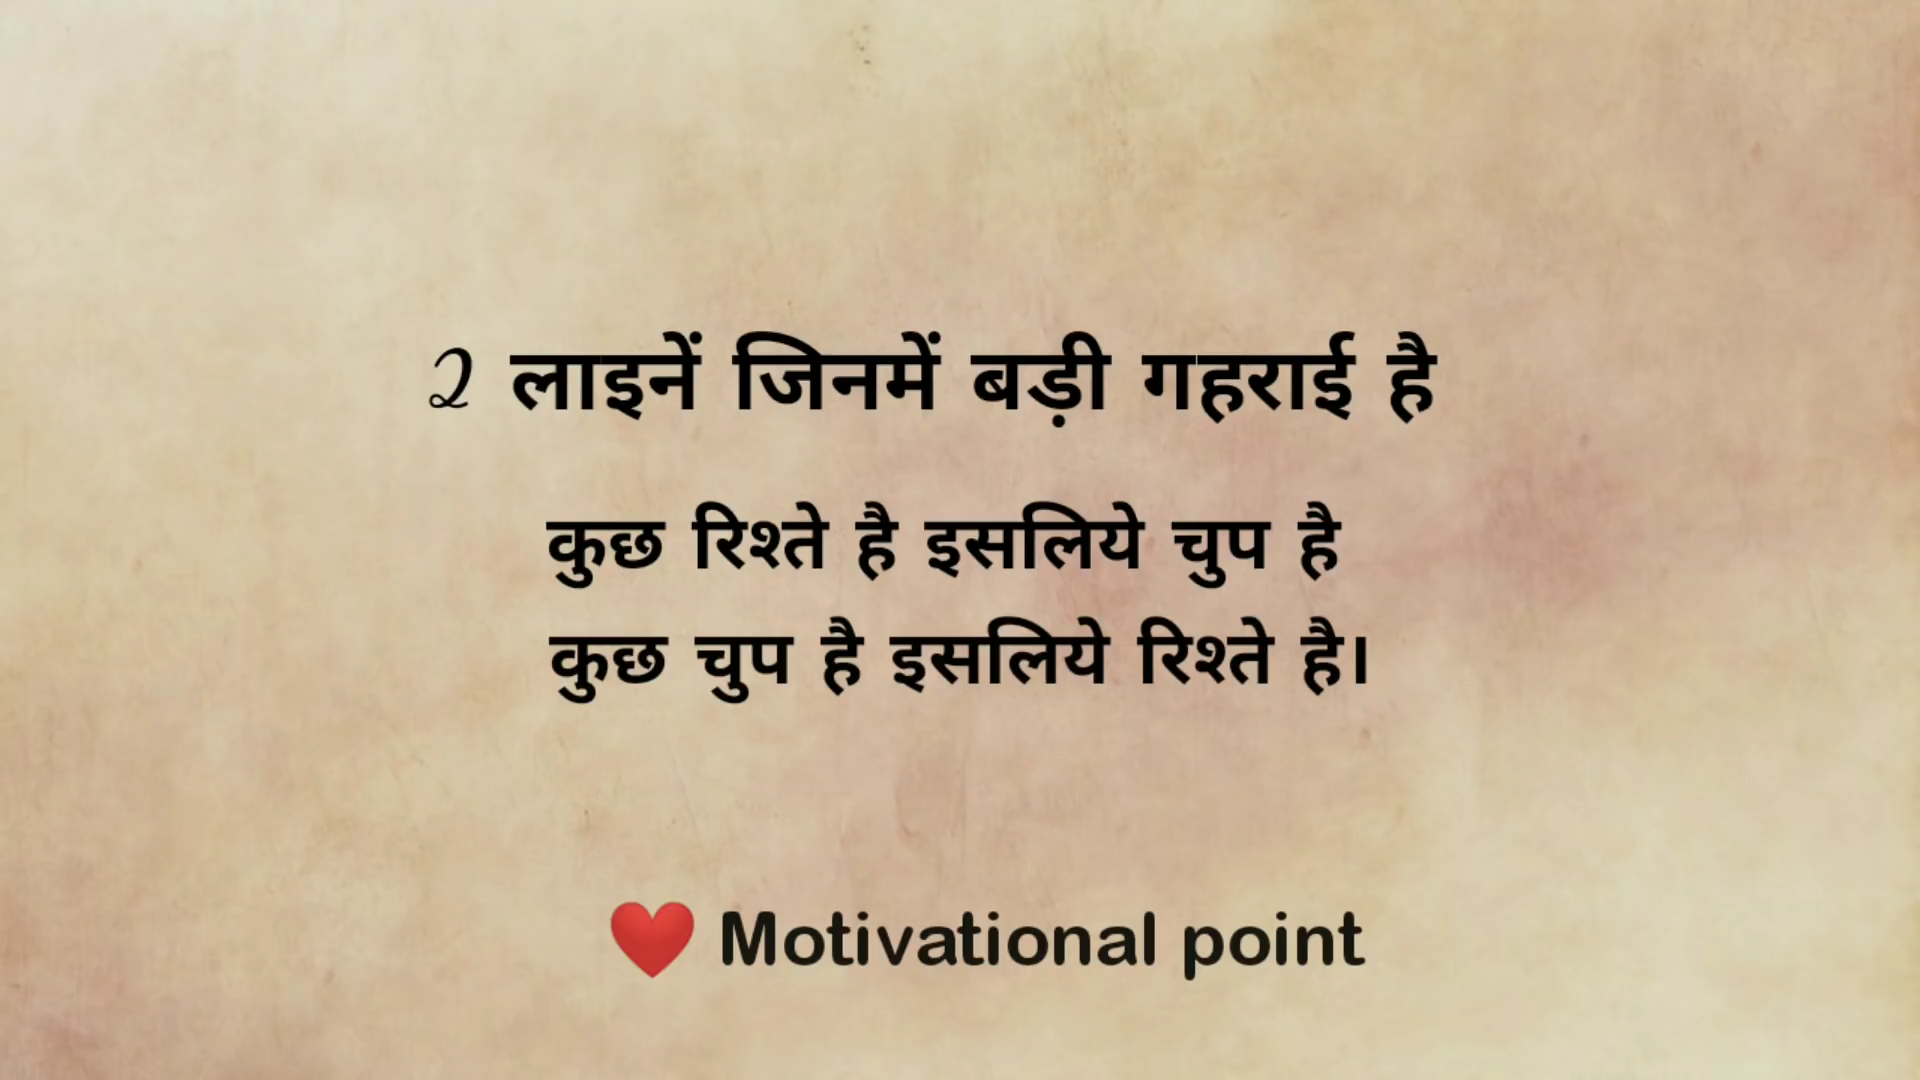 2 लाइनें जिनमें बड़ी गहराई है
कुछ रिश्ते है इसलिये चुप है
कुछ चुप है इसलिये रिश्ते है।
❤️ Motivational point